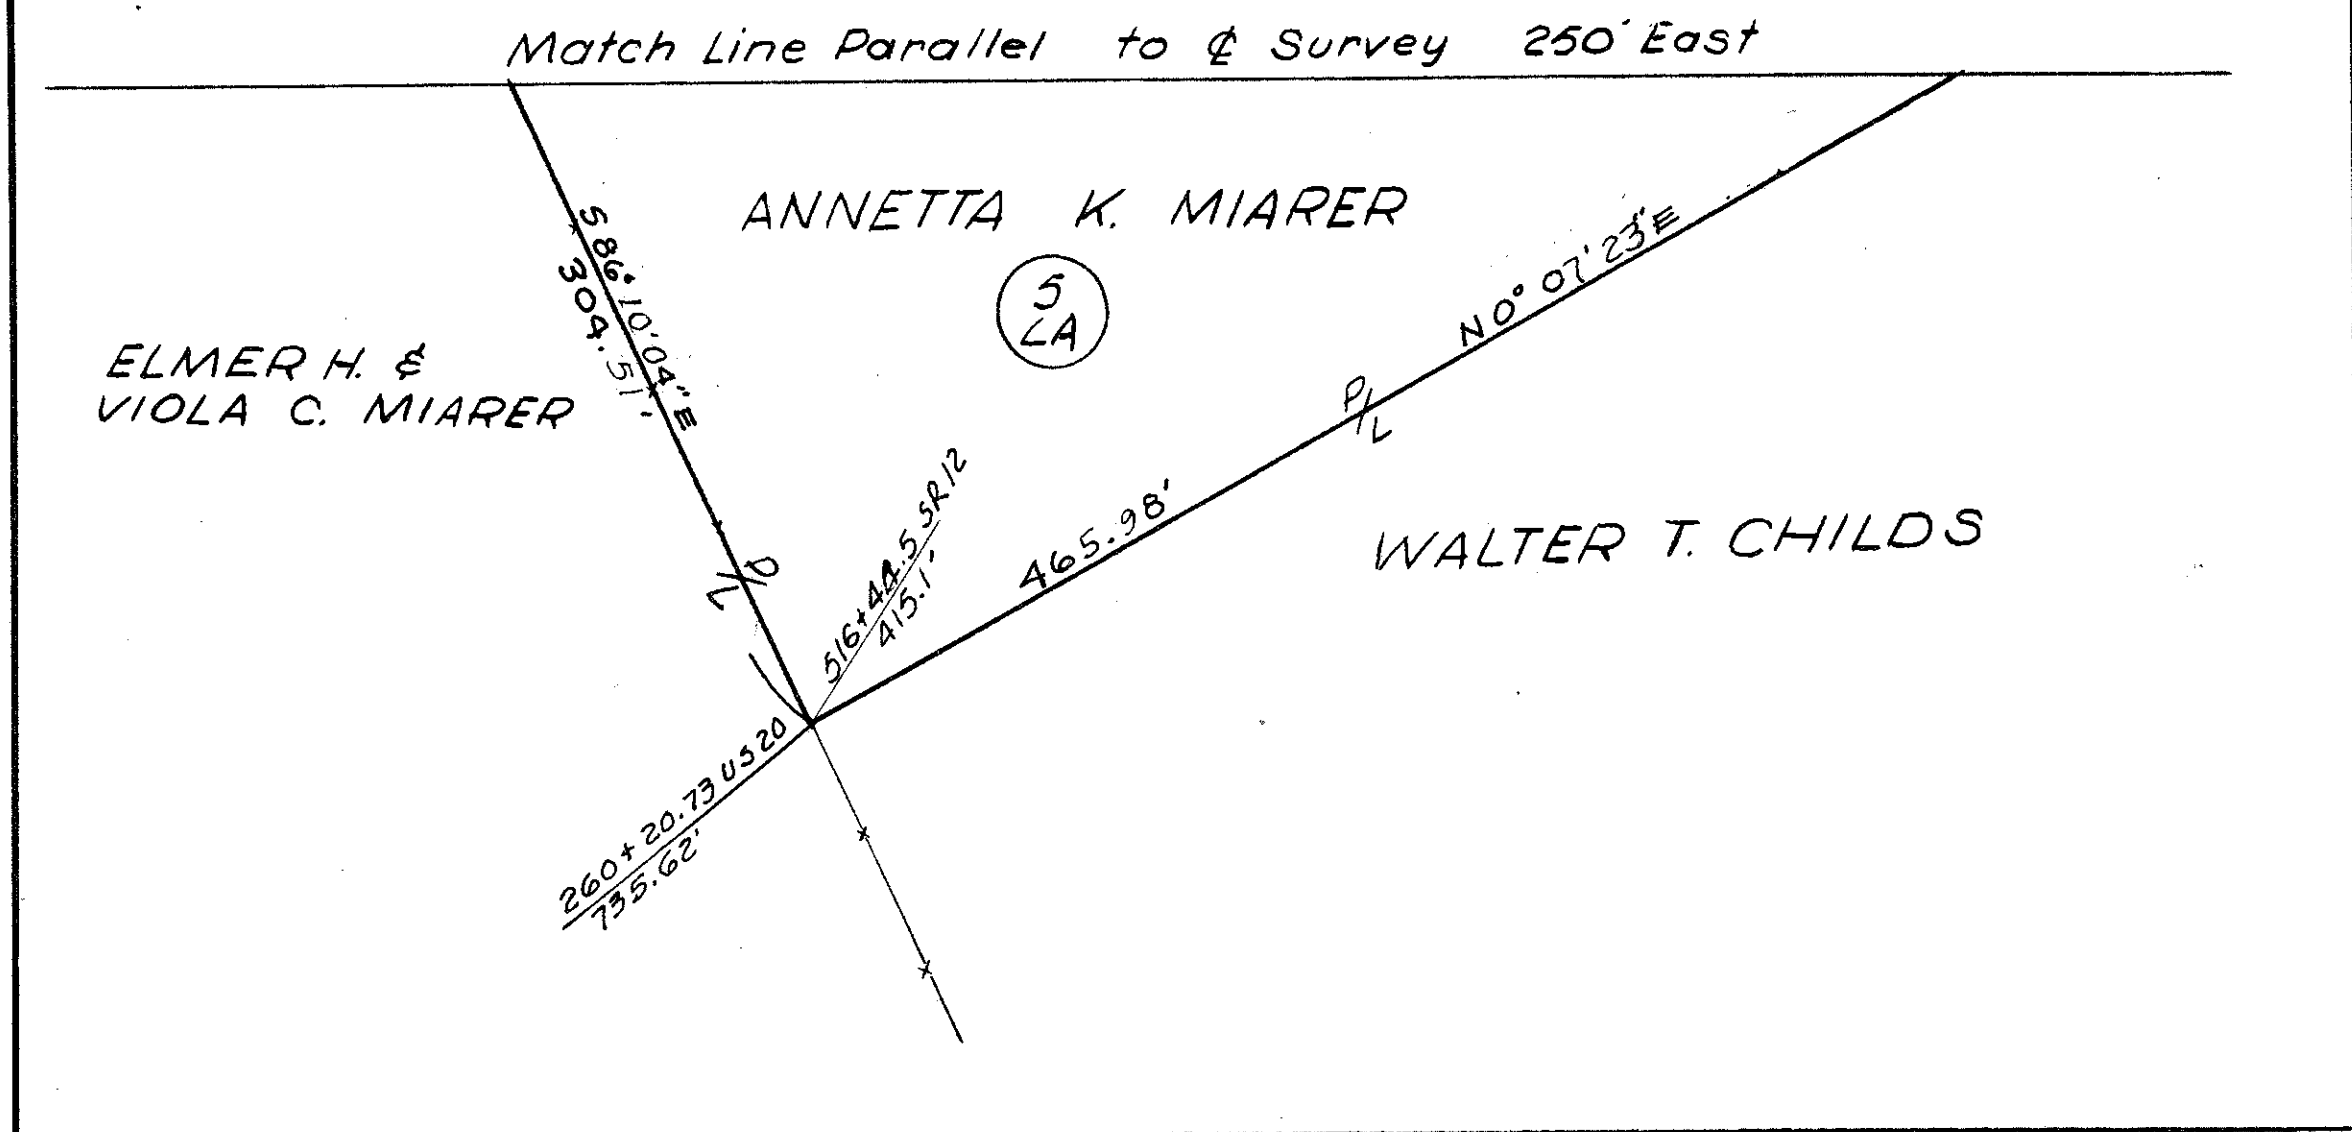 Match Line Parallel to ℄ Survey 250' East
ANNETTA K. MIARER
5
LA
S 86° 10' 04" E
304.51'
N 0° 07' 23" E
ELMER H. &
VIOLA C. MIARER
P/L
P/L
516+44.5 SR 12
415.1'
465.98'
WALTER T. CHILDS
260+20.73 US 20
735.62'